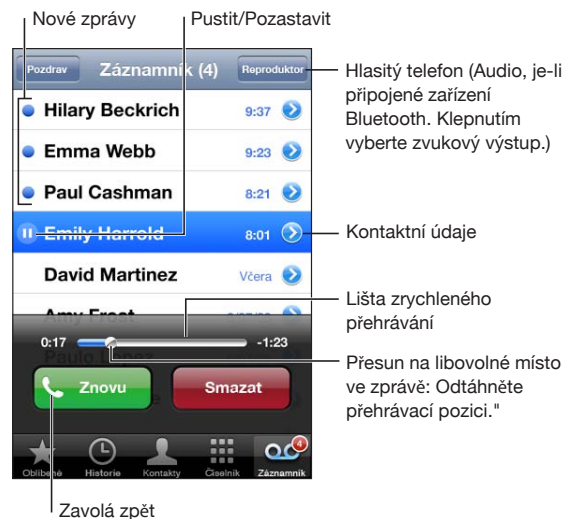 Nové zprávy
Pustit/Pozastavit
Pozdrav
Záznamník (4)
Reproduktor
Hlasitý telefon (Audio, je-li
připojené zařízení
Bluetooth. Klepnutím
vyberte zvukový výstup.)
Hilary Beckrich 9:37
Emma Webb 9:23
Paul Cashman 8:21
Emily Harrold 8:01
Kontaktní údaje
David Martinez Včera
Amy Frost
Lišta zrychleného
přehrávání
0:17 -1:23
Paulo Lopez
Přesun na libovolné místo
ve zprávě: Odtáhněte
přehrávací pozici."
Znovu
Smazat
Oblíbené
Historie
Kontakty
Číselník
Záznamník
4
Zavolá zpět